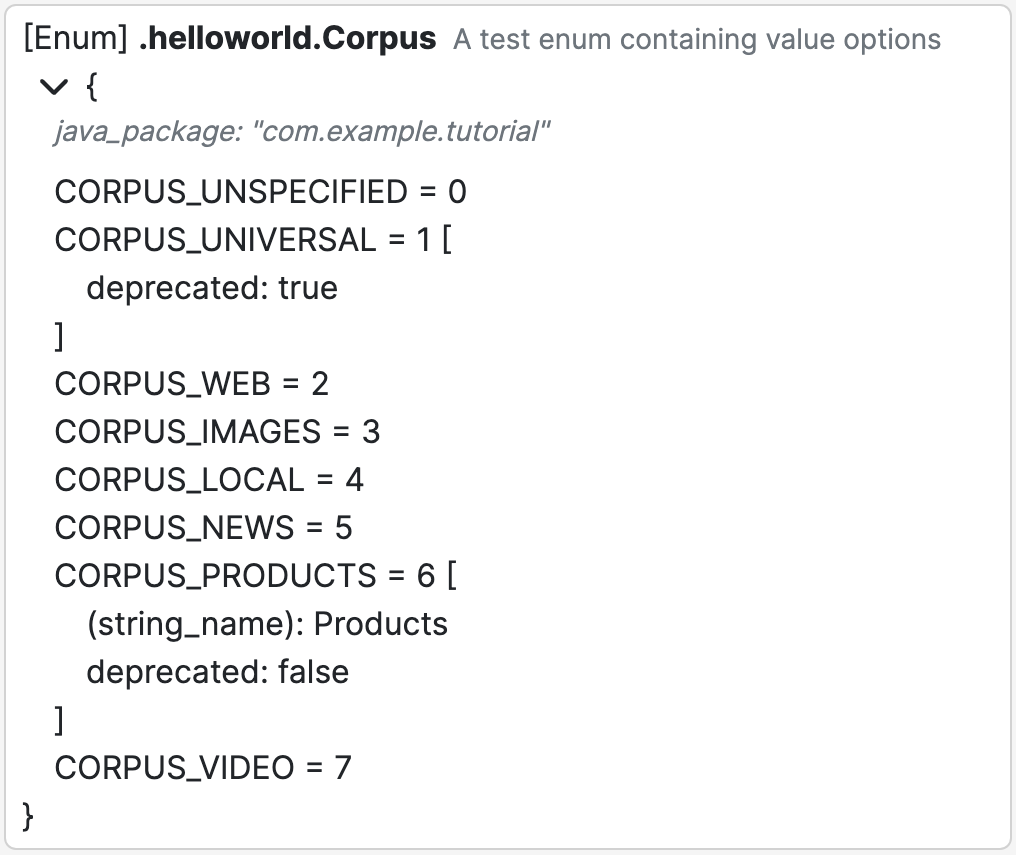 [Enum] .helloworld.Corpus A test enum containing value options
{
java_package: "com.example.tutorial"
CORPUS_UNSPECIFIED = 0
CORPUS_UNIVERSAL = 1 [
deprecated: true
]
CORPUS_WEB = 2
CORPUS_IMAGES = 3
CORPUS_LOCAL = 4
CORPUS_NEWS = 5
CORPUS_PRODUCTS = 6 [
(string_name): Products
deprecated: false
]
CORPUS_VIDEO = 7
}